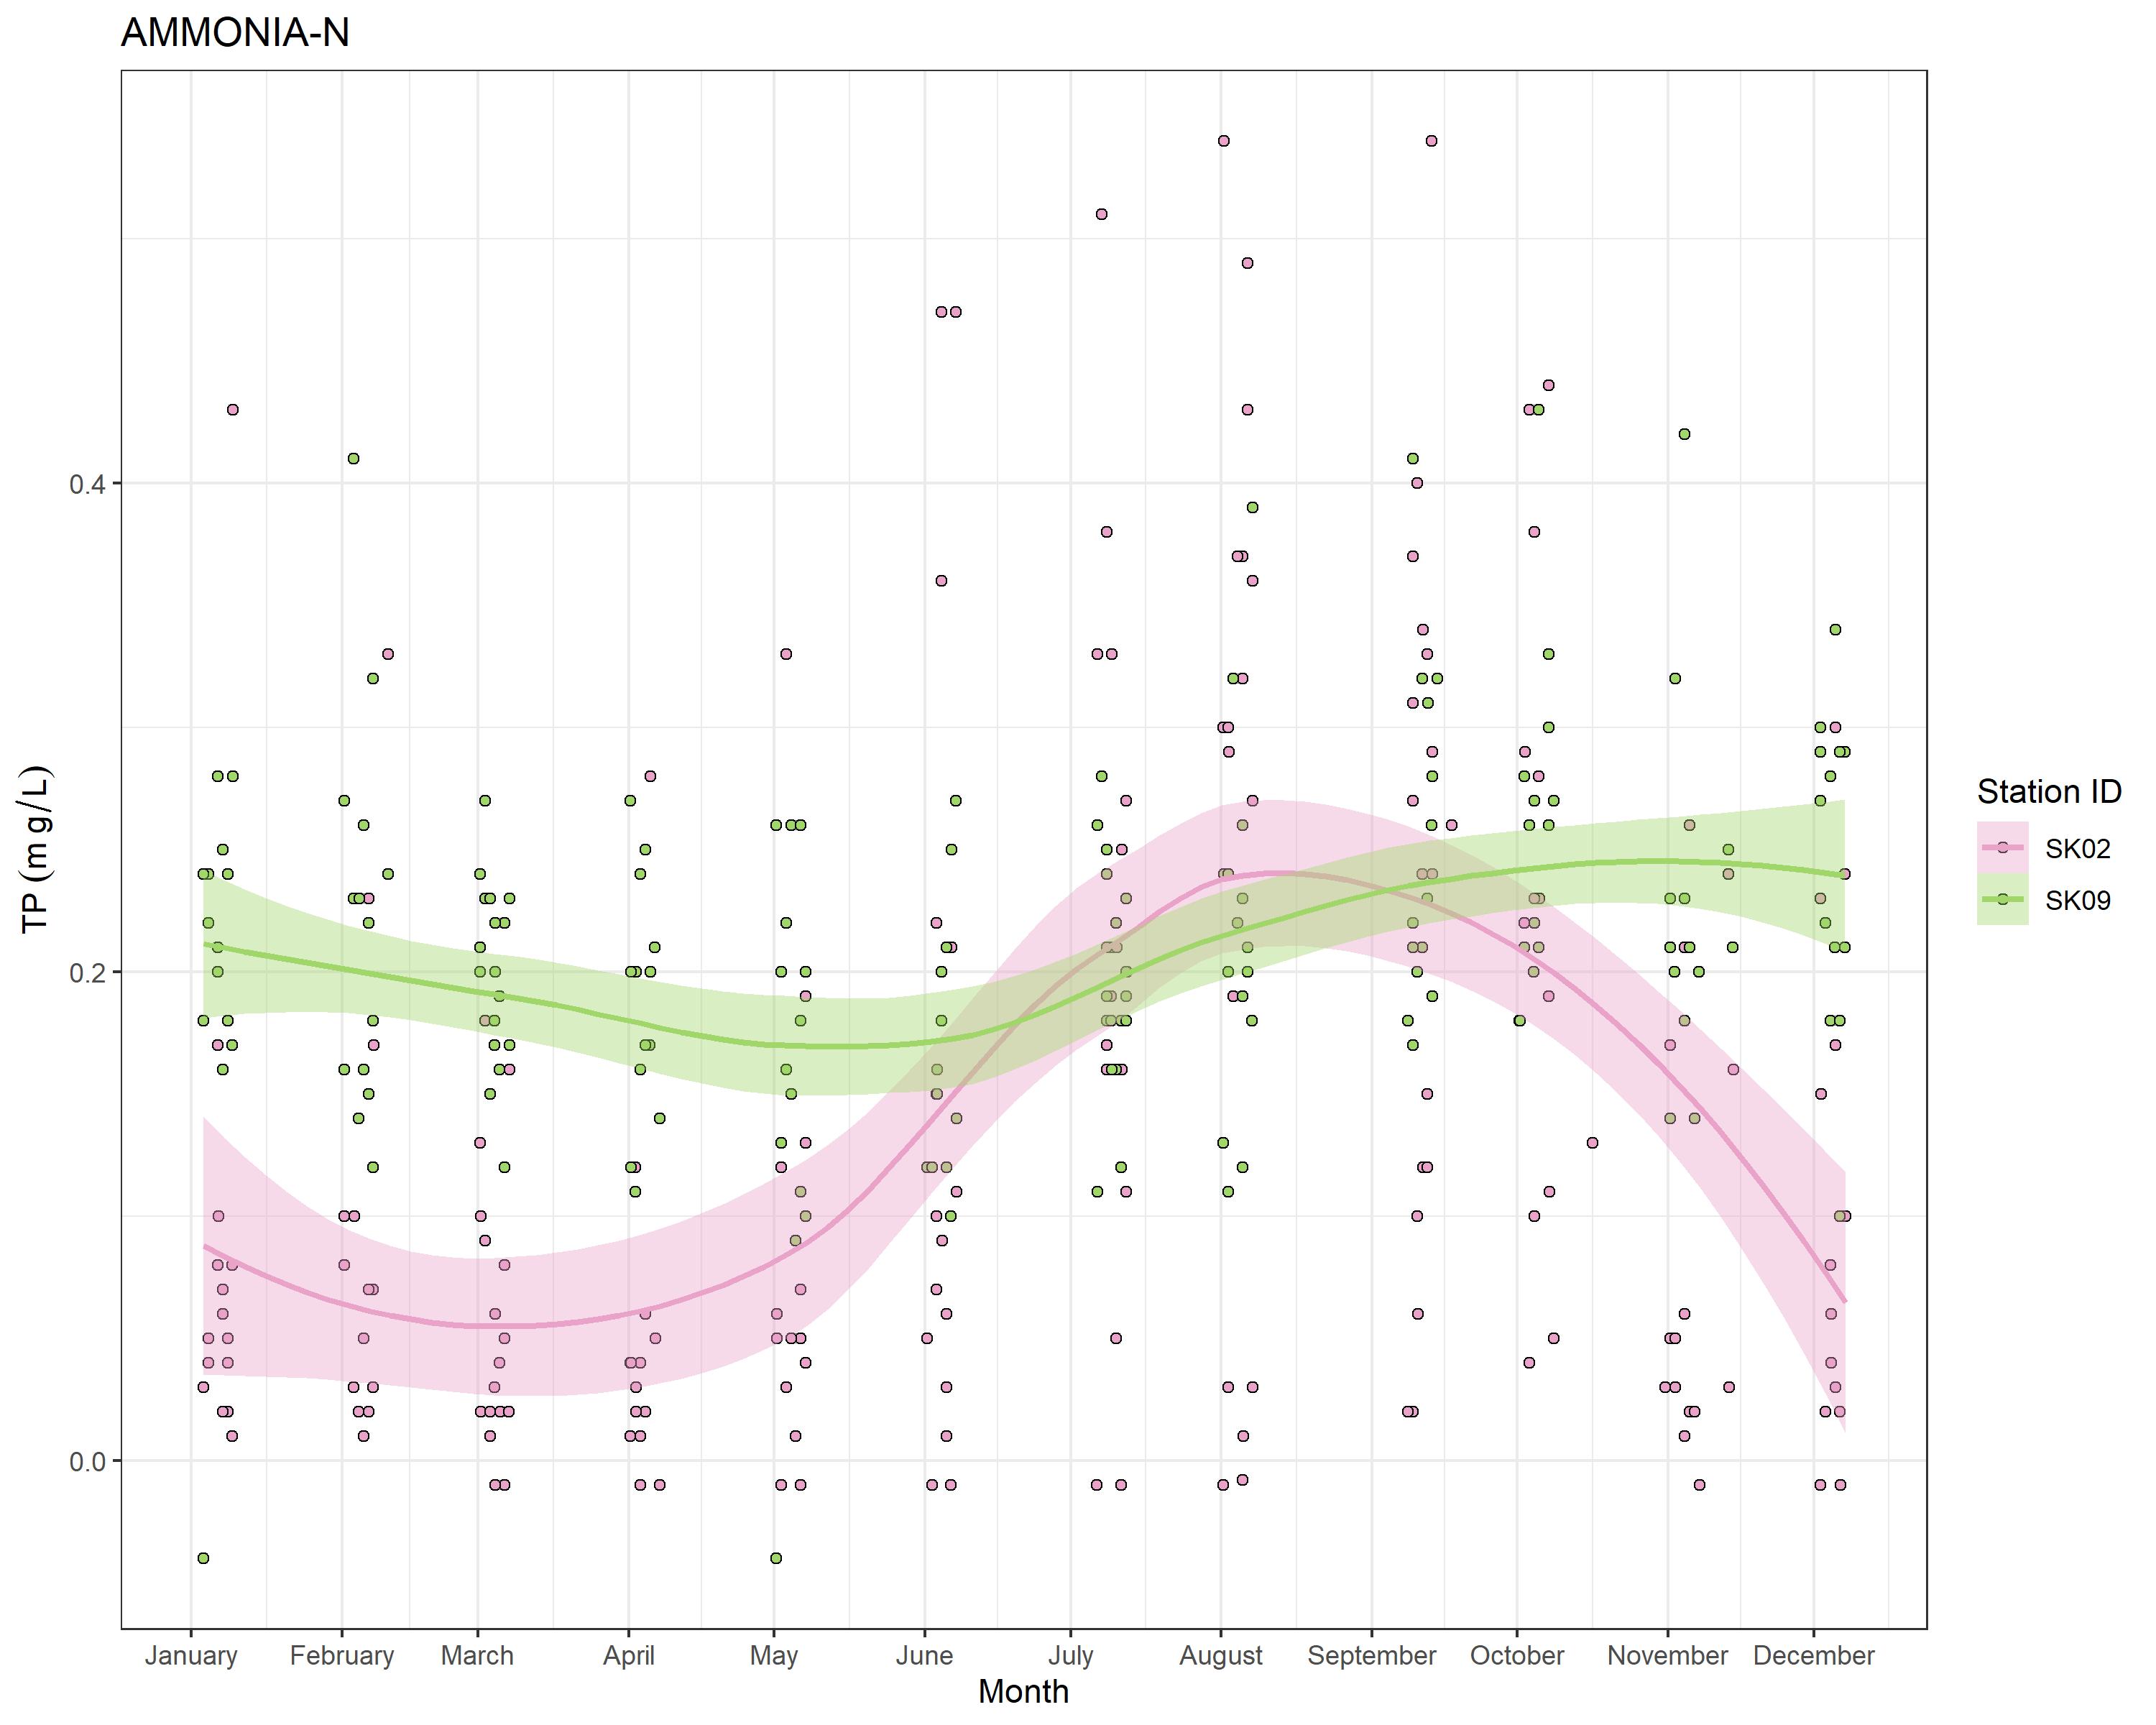 AMMONIA-N
TP (m g/L)
0.4
0.2
0.0
January February March April May June July August September October November December
Month
Station ID
SK02
SK09